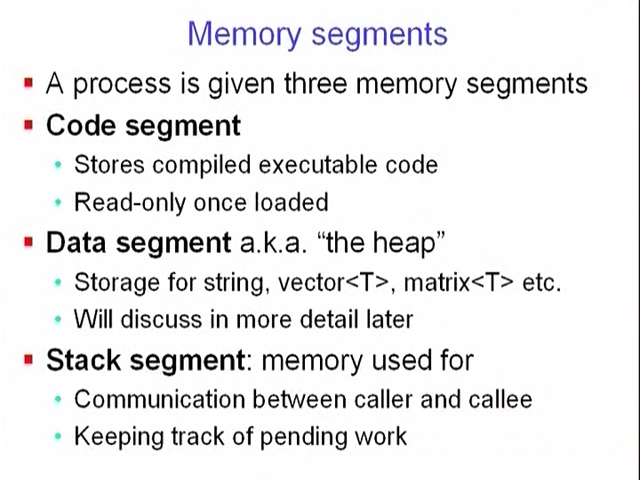 Memory segments
A process is given three memory segments
Code segment
Stores compiled executable code
Read-only once loaded
Data segment a.k.a. “the heap”
Storage for string, vector<T>, matrix<T> etc.
Will discuss in more detail later
Stack segment: memory used for
Communication between caller and callee
Keeping track of pending work